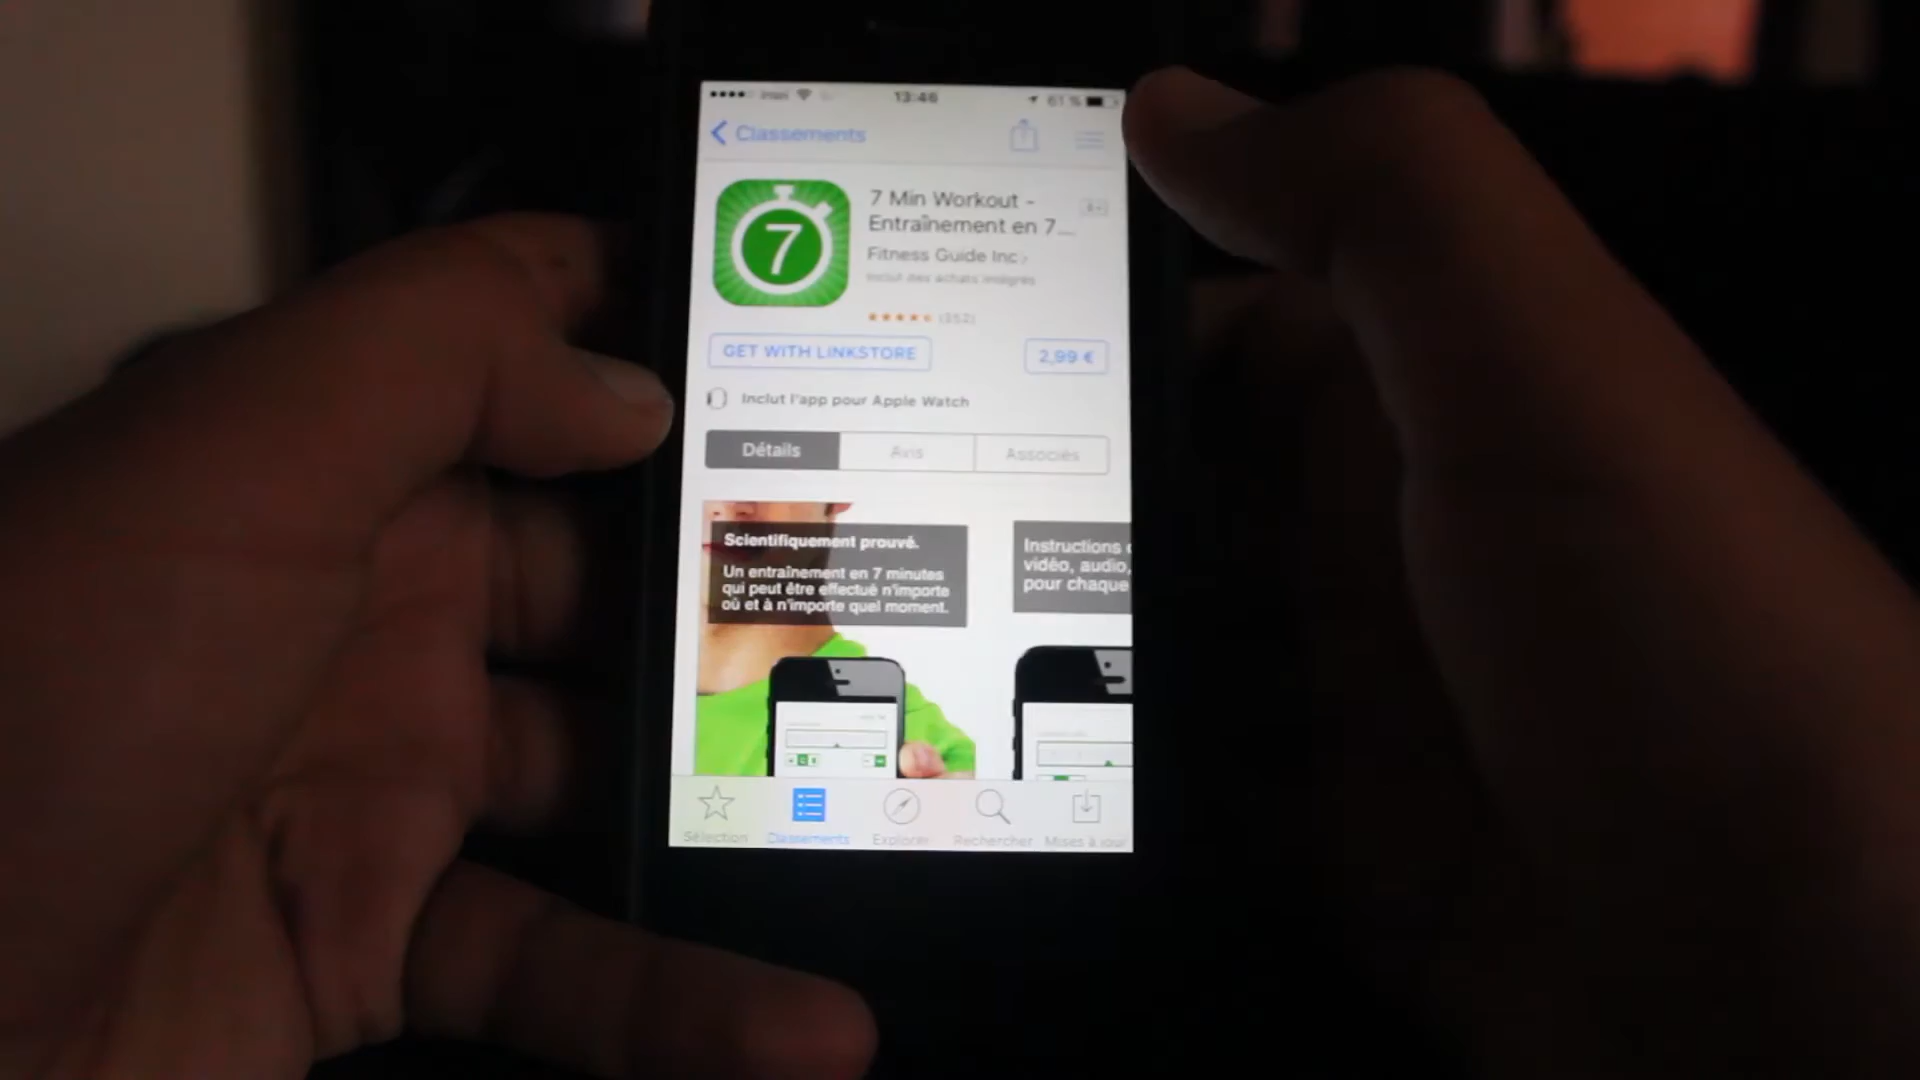 13:46
61 %
Classements
7
7 Min Workout -
Entraînement en 7...
4+
Fitness Guide Inc
Inclut des achats intégrés
GET WITH LINKSTORE
2,99 €
Inclut l'app pour Apple Watch
Détails
Avis
Associés
Scientifiquement prouvé.
Un entraînement en 7 minutes
qui peut être effectué n'importe
où et à n'importe quel moment.
Instructions
vidéo, audio,
pour chaque
Sélection
Classements
Explorer
Rechercher
Mises à jour